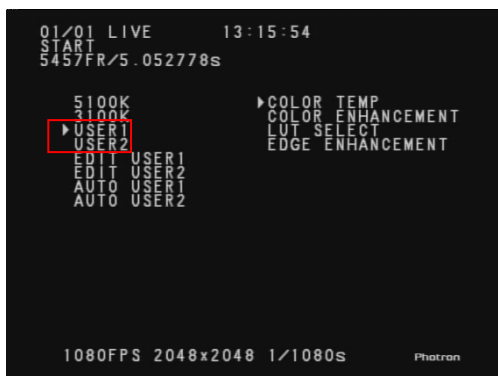 01/01 LIVE 13:15:54
START
5457FR/5.052778s
5100K ▶COLOR TEMP
3100K COLOR ENHANCEMENT
▶USER1 LUT SELECT
USER2 EDGE ENHANCEMENT
EDIT USER1
EDIT USER2
AUTO USER1
AUTO USER2
1080FPS 2048x2048 1/1080s Photron